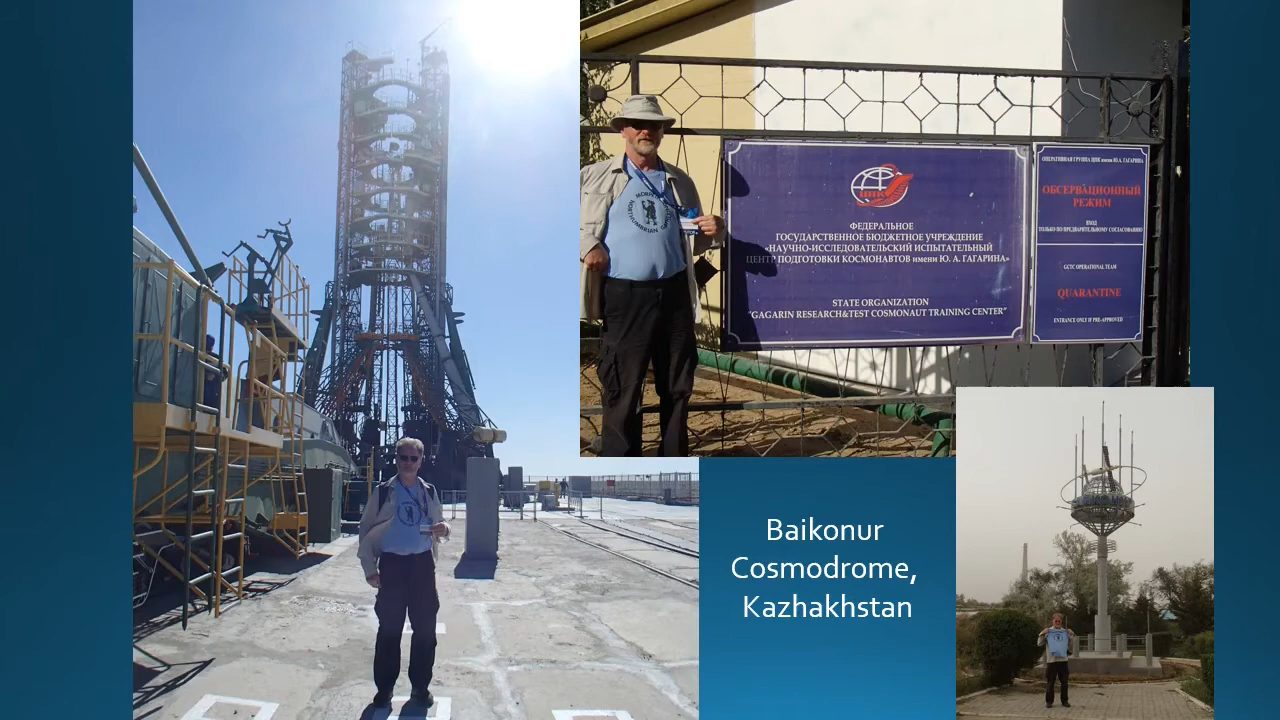 ЦПК
ФЕДЕРАЛЬНОЕ
ГОСУДАРСТВЕННОЕ БЮДЖЕТНОЕ УЧРЕЖДЕНИЕ
«НАУЧНО-ИССЛЕДОВАТЕЛЬСКИЙ ИСПЫТАТЕЛЬНЫЙ
ЦЕНТР ПОДГОТОВКИ КОСМОНАВТОВ имени Ю. А. ГАГАРИНА»
STATE ORGANIZATION
"GAGARIN RESEARCH&TEST COSMONAUT TRAINING CENTER"
ОПЕРАТИВНАЯ ГРУППА ЦПК имени Ю.А. ГАГАРИНА
ОБСЕРВАЦИОННЫЙ
РЕЖИМ
ВХОД
ТОЛЬКО ПО ПРЕДВАРИТЕЛЬНОМУ СОГЛАСОВАНИЮ
GCTC OPERATIONAL TEAM
QUARANTINE
ENTRANCE ONLY IF PRE-APPROVED
NORTHUMBRIAN
Baikonur
Cosmodrome,
Kazhakhstan